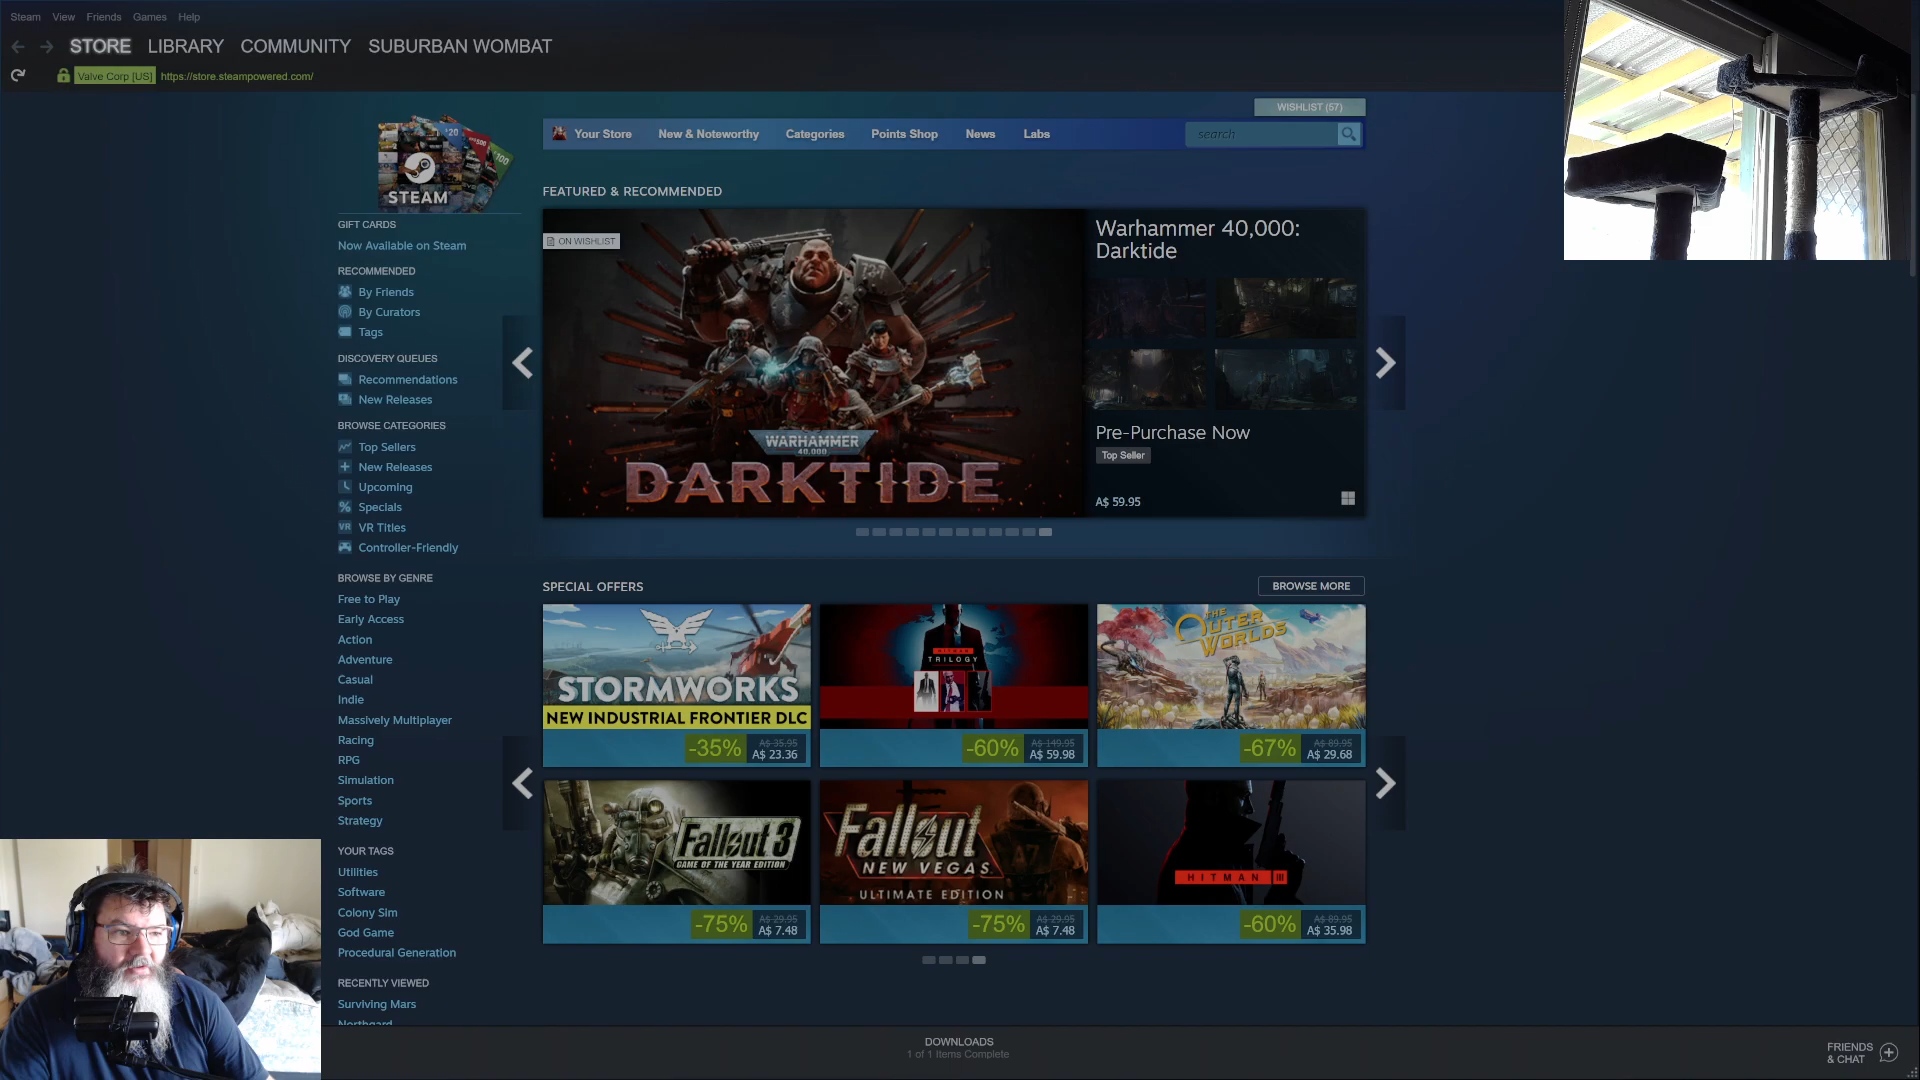 Steam View Friends Games Help
STORE LIBRARY COMMUNITY SUBURBAN WOMBAT
Valve Corp [US] https://store.steampowered.com/
WISHLIST (57)
Your Store New & Noteworthy Categories Points Shop News Labs search
$20
$100
STEAM
GIFT CARDS
Now Available on Steam
RECOMMENDED
By Friends
By Curators
Tags
DISCOVERY QUEUES
Recommendations
New Releases
BROWSE CATEGORIES
Top Sellers
New Releases
Upcoming
Specials
VR VR Titles
Controller-Friendly
BROWSE BY GENRE
Free to Play
Early Access
Action
Adventure
Casual
Indie
Massively Multiplayer
Racing
RPG
Simulation
Sports
Strategy
YOUR TAGS
Utilities
Software
Colony Sim
God Game
Procedural Generation
RECENTLY VIEWED
Surviving Mars
Northgard
FEATURED & RECOMMENDED
ON WISHLIST
WARHAMMER
40,000
DARKTIDE
Warhammer 40,000:
Darktide
Pre-Purchase Now
Top Seller
A$ 59.95
SPECIAL OFFERS
BROWSE MORE
STORMWORKS
NEW INDUSTRIAL FRONTIER DLC
-35% A$ 35.95
A$ 23.36
HITMAN
TRILOGY
-60% A$ 149.95
A$ 59.98
THE
OUTER
WORLDS
-67% A$ 89.95
A$ 29.68
Fallout 3
GAME OF THE YEAR EDITION
-75% A$ 29.95
A$ 7.48
Fallout
NEW VEGAS
ULTIMATE EDITION
-75% A$ 29.95
A$ 7.48
HITMAN III
-60% A$ 89.95
A$ 35.98
DOWNLOADS
1 of 1 Items Complete
FRIENDS
& CHAT